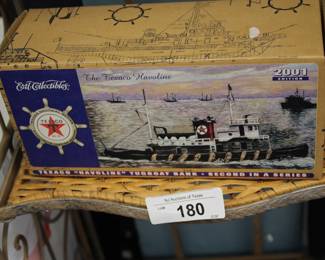 Ertl Collectibles
The Texaco Havoline
2001
EDITION
TEXACO
TEXACO "HAVOLINE" TUGBOAT BANK - SECOND IN A SERIES
180